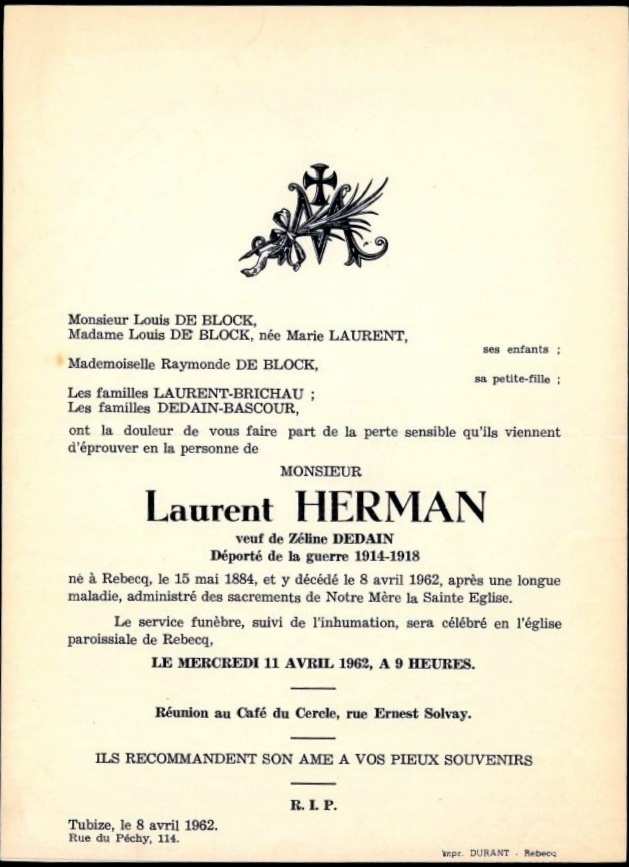 Monsieur Louis DE BLOCK,
Madame Louis DE BLOCK, née Marie LAURENT,
ses enfants ;
Mademoiselle Raymonde DE BLOCK,
sa petite-fille ;
Les familles LAURENT-BRICHAU ;
Les familles DEDAIN-BASCOUR,
ont la douleur de vous faire part de la perte sensible qu'ils viennent
d'éprouver en la personne de
MONSIEUR
Laurent HERMAN
veuf de Zéline DEDAIN
Déporté de la guerre 1914-1918
né à Rebecq, le 15 mai 1884, et y décédé le 8 avril 1962, après une longue
maladie, administré des sacrements de Notre Mère la Sainte Eglise.
Le service funèbre, suivi de l'inhumation, sera célébré en l'église
paroissiale de Rebecq,
LE MERCREDI 11 AVRIL 1962, A 9 HEURES.
Réunion au Café du Cercle, rue Ernest Solvay.
ILS RECOMMANDENT SON AME A VOS PIEUX SOUVENIRS
R. I. P.
Tubize, le 8 avril 1962.
Rue du Péchy, 114.
Impr. DURANT - Rebecq